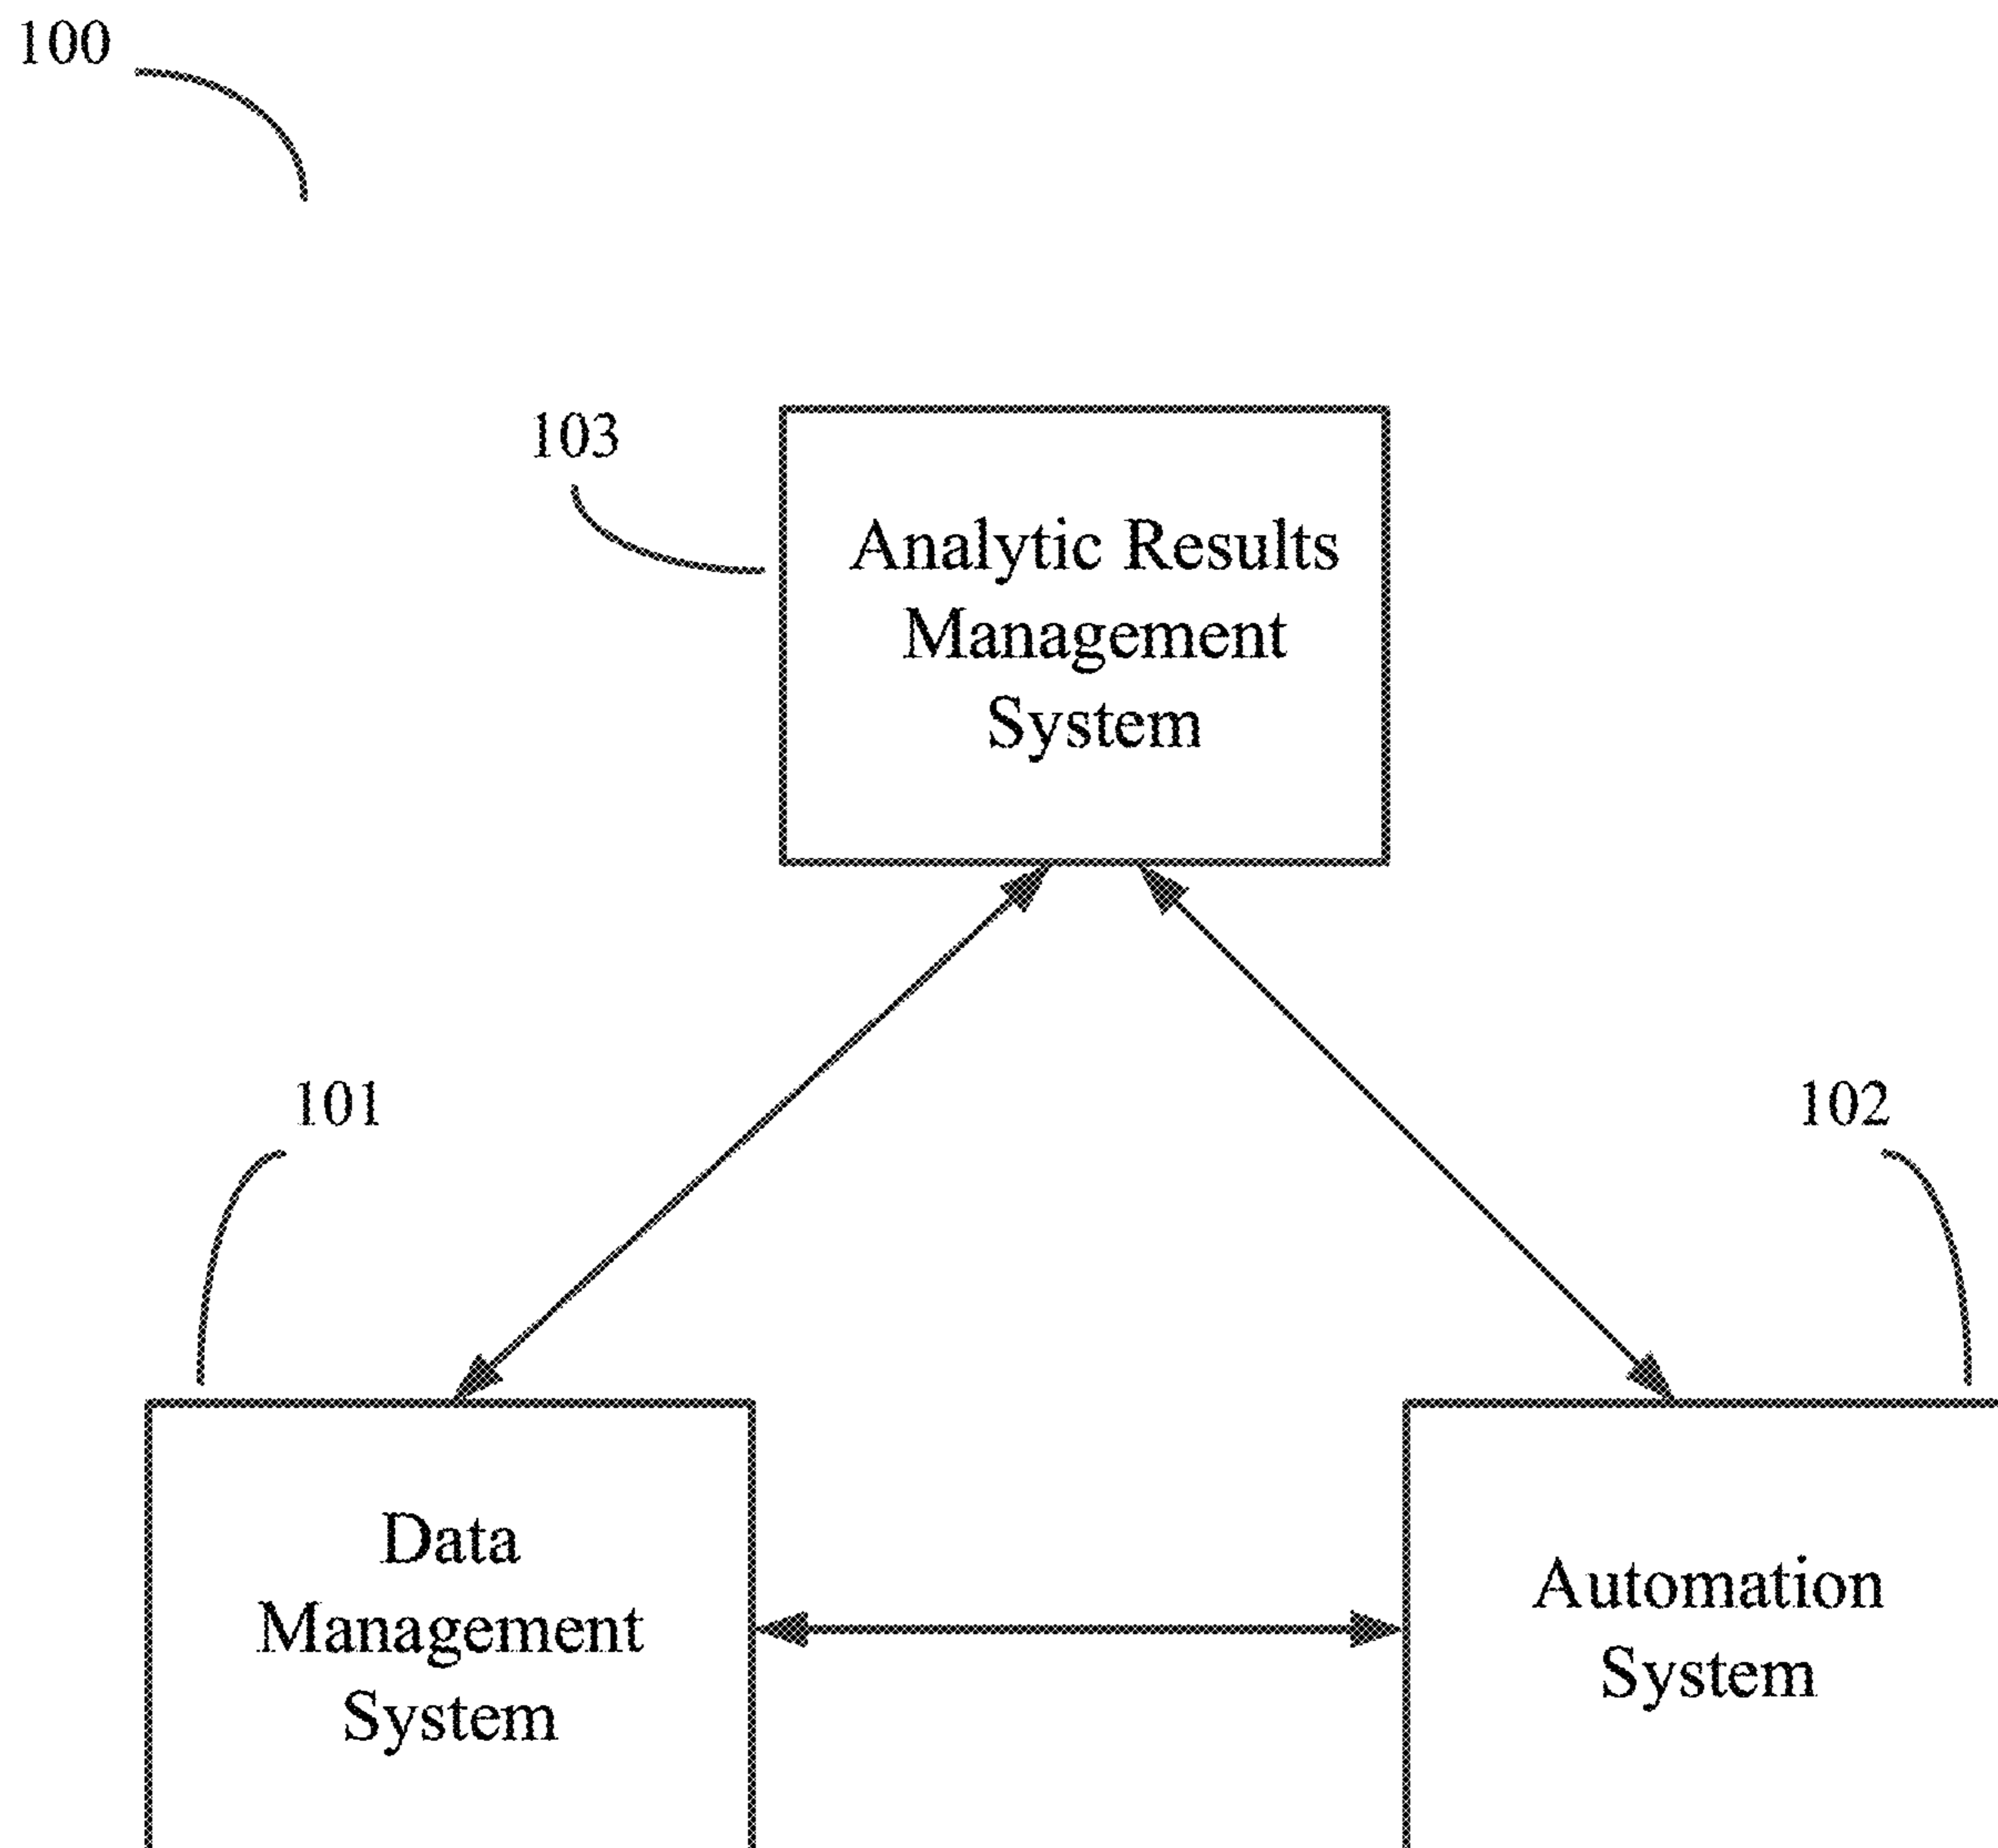 100
103
Analytic Results
Management
System
101
102
Data
Management
System
Automation
System